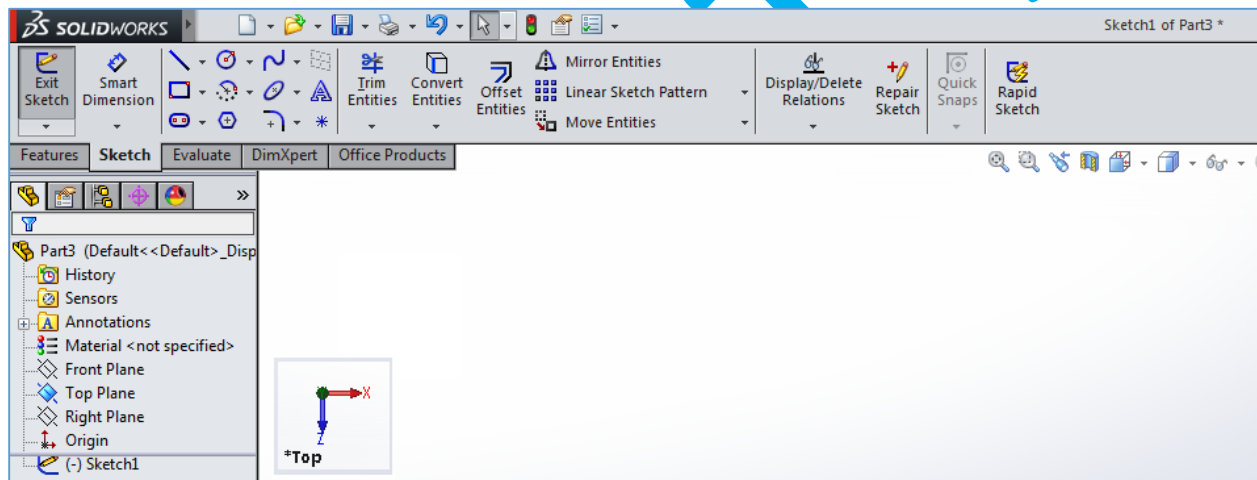 SOLIDWORKS
Sketch1 of Part3 *
Exit Sketch
Smart Dimension
Trim Entities
Convert Entities
Offset Entities
Mirror Entities
Linear Sketch Pattern
Move Entities
Display/Delete Relations
Repair Sketch
Quick Snaps
Rapid Sketch
Features Sketch Evaluate DimXpert Office Products
Part3 (Default<<Default>_Disp
History
Sensors
A Annotations
Material <not specified>
Front Plane
Top Plane
Right Plane
Origin
(-) Sketch1
X
Z
*Top